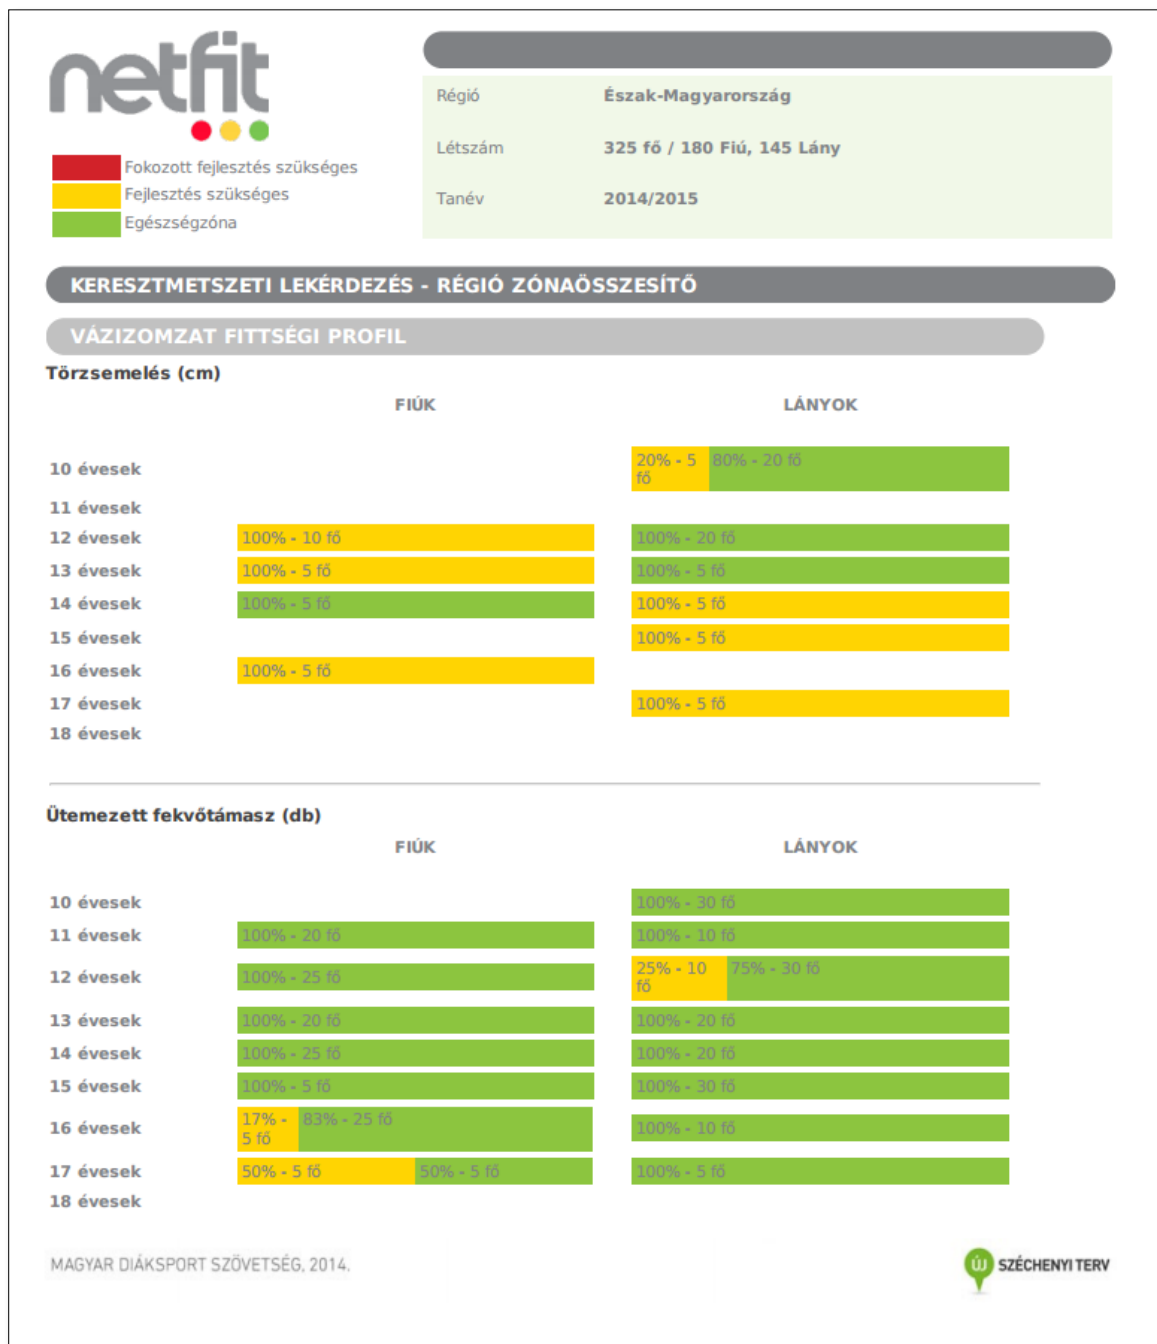 netfit
Régió Észak-Magyarország
Létszám 325 fő / 180 Fiú, 145 Lány
Tanév 2014/2015
Fokozott fejlesztés szükséges
Fejlesztés szükséges
Egészségzóna
KERESZTMETSZETI LEKÉRDEZÉS - RÉGIÓ ZÓNAÖSSZESÍTŐ
VÁZIZOMZAT FITTSÉGI PROFIL
Törzsemelés (cm)
FIÚK LÁNYOK
10 évesek 20% - 5 fő 80% - 20 fő
11 évesek
12 évesek 100% - 10 fő 100% - 20 fő
13 évesek 100% - 5 fő 100% - 5 fő
14 évesek 100% - 5 fő 100% - 5 fő
15 évesek 100% - 5 fő
16 évesek 100% - 5 fő
17 évesek 100% - 5 fő
18 évesek
Ütemezett fekvőtámasz (db)
FIÚK LÁNYOK
10 évesek 100% - 30 fő
11 évesek 100% - 20 fő 100% - 10 fő
12 évesek 100% - 25 fő 25% - 10 fő 75% - 30 fő
13 évesek 100% - 20 fő 100% - 20 fő
14 évesek 100% - 25 fő 100% - 20 fő
15 évesek 100% - 5 fő 100% - 30 fő
16 évesek 17% - 5 fő 83% - 25 fő 100% - 10 fő
17 évesek 50% - 5 fő 50% - 5 fő 100% - 5 fő
18 évesek
MAGYAR DIÁKSPORT SZÖVETSÉG, 2014.
ÚJ SZÉCHENYI TERV